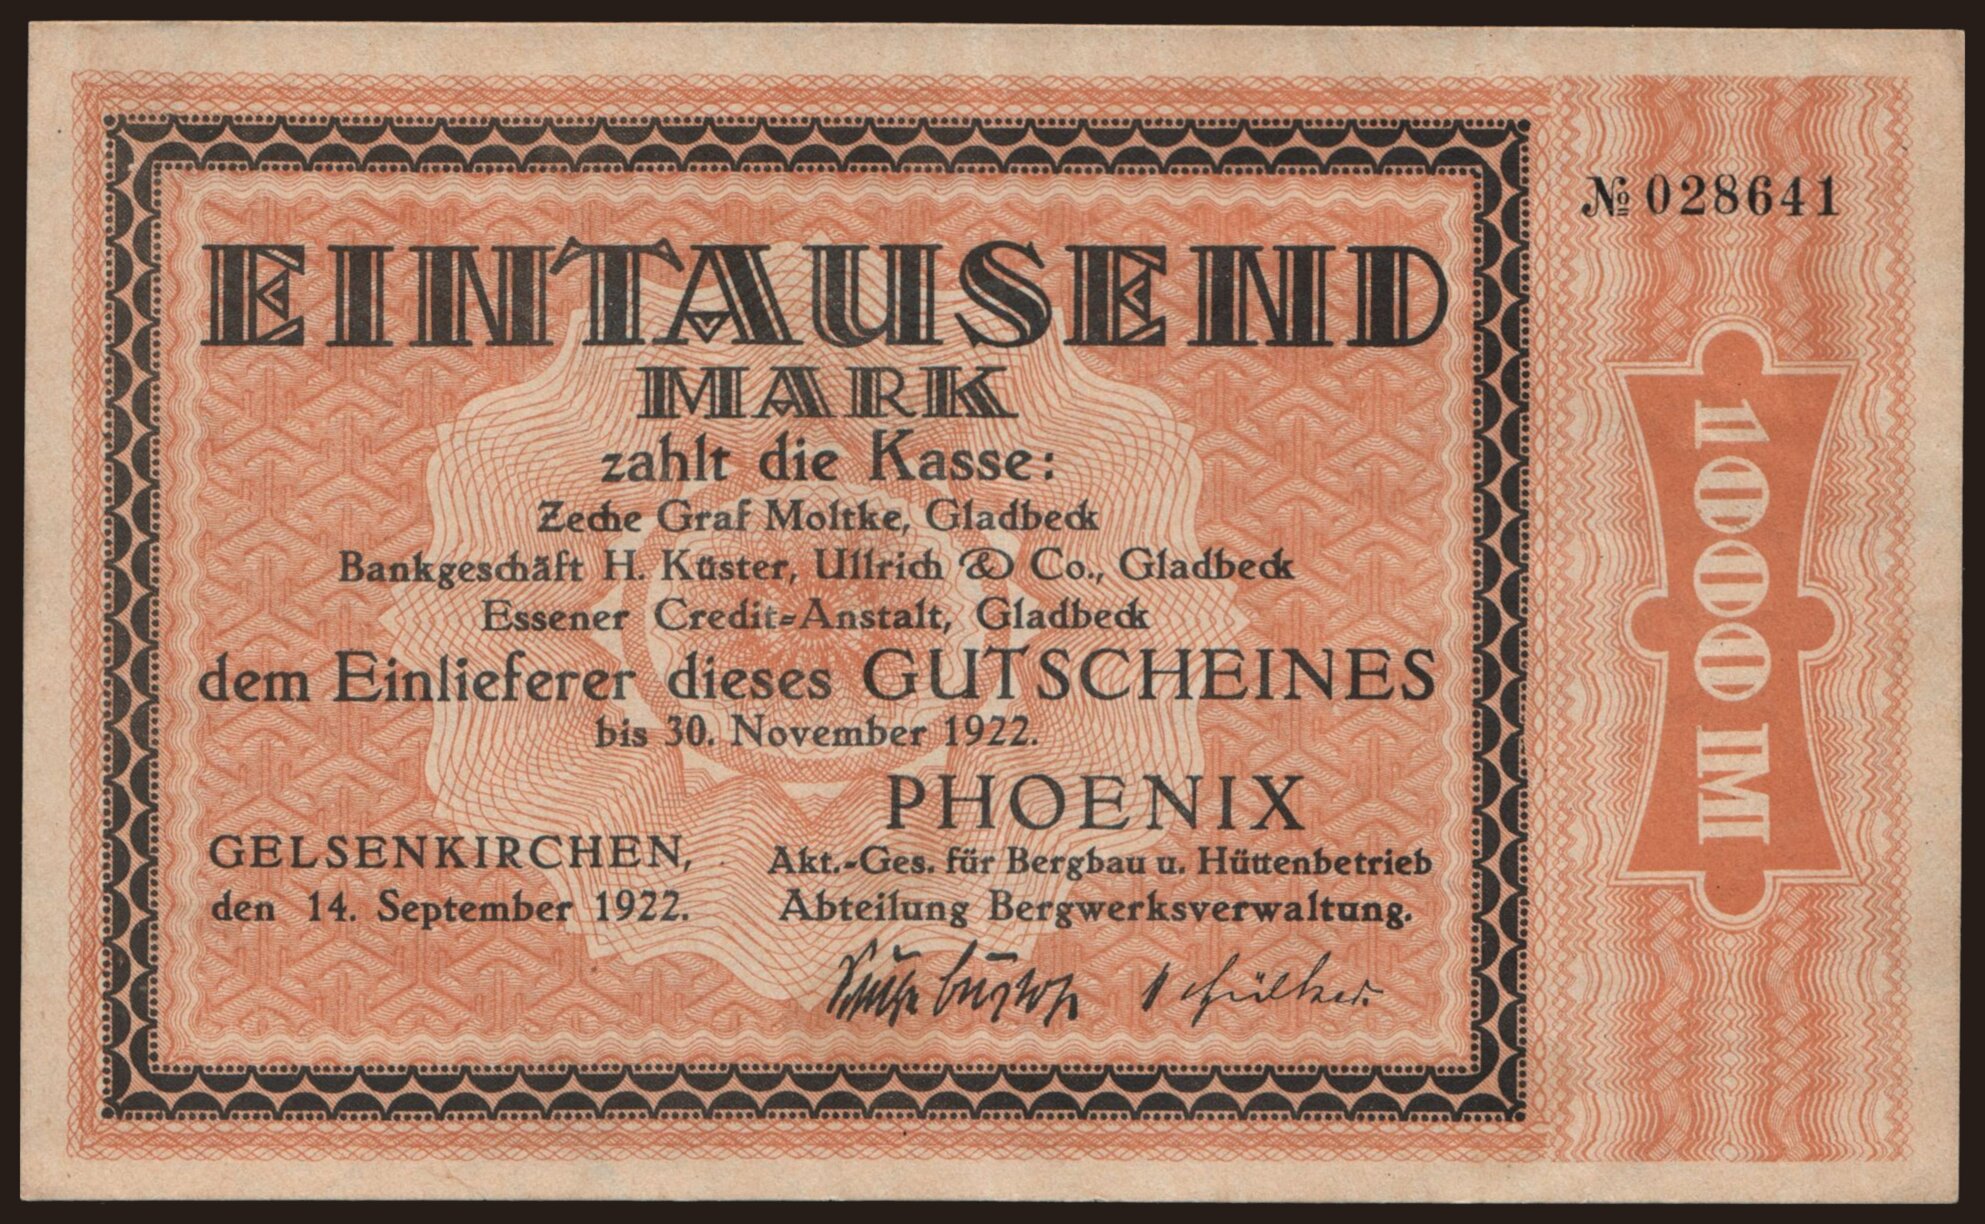 № 028641
EINTAUSEND
MARK
zahlt die Kasse:
Zeche Graf Moltke, Gladbeck
Bankgeschäft H. Küster, Ullrich & Co., Gladbeck
Essener Credit=Anstalt, Gladbeck
dem Einlieferer dieses GUTSCHEINES
bis 30. November 1922.
PHOENIX
GELSENKIRCHEN,
den 14. September 1922.
Akt.-Ges. für Bergbau u. Hüttenbetrieb
Abteilung Bergwerksverwaltung.
1000 M